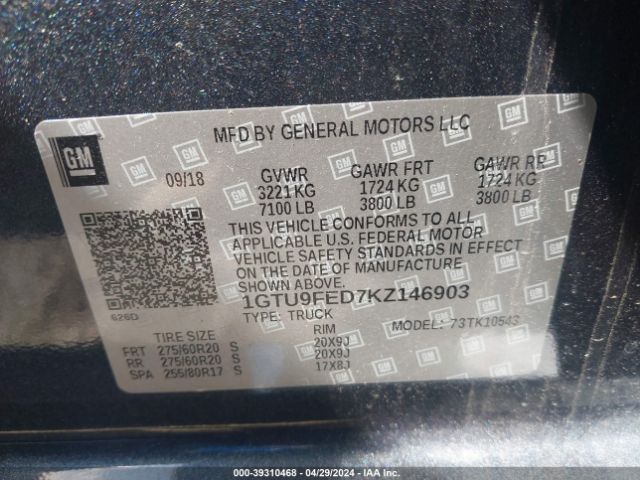 MFD BY GENERAL MOTORS LLC
GM
09/18 GVWR GAWR FRT GAWR RR
3221 KG 1724 KG 1724 KG
7100 LB 3800 LB 3800 LB
THIS VEHICLE CONFORMS TO ALL
APPLICABLE U.S. FEDERAL MOTOR
VEHICLE SAFETY STANDARDS IN EFFECT
ON THE DATE OF MANUFACTURE
SHOWN ABOVE.
1GTU9FED7KZ146903
626D TYPE: TRUCK MODEL: 73TK10543
TIRE SIZE RIM
FRT 275/60R20 S 20X9J
RR 275/60R20 S 20X9J
SPA 255/80R17 S 17X8J
000-39310468 - 04/29/2024 - IAA Inc.